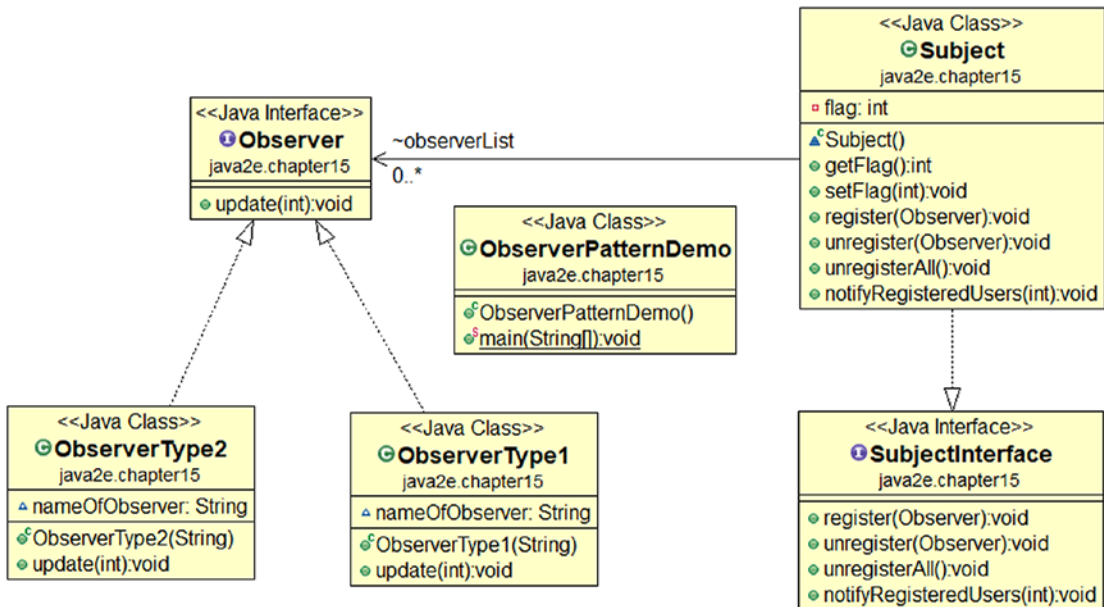 <<Java Class>>
Subject
java2e.chapter15
flag: int
Subject()
getFlag():int
setFlag(int):void
register(Observer):void
unregister(Observer):void
unregisterAll():void
notifyRegisteredUsers(int):void
<<Java Interface>>
Observer
java2e.chapter15
update(int):void
~observerList
0..*
<<Java Class>>
ObserverPatternDemo
java2e.chapter15
ObserverPatternDemo()
main(String[]):void
<<Java Class>>
ObserverType2
java2e.chapter15
nameOfObserver: String
ObserverType2(String)
update(int):void
<<Java Class>>
ObserverType1
java2e.chapter15
nameOfObserver: String
ObserverType1(String)
update(int):void
<<Java Interface>>
SubjectInterface
java2e.chapter15
register(Observer):void
unregister(Observer):void
unregisterAll():void
notifyRegisteredUsers(int):void